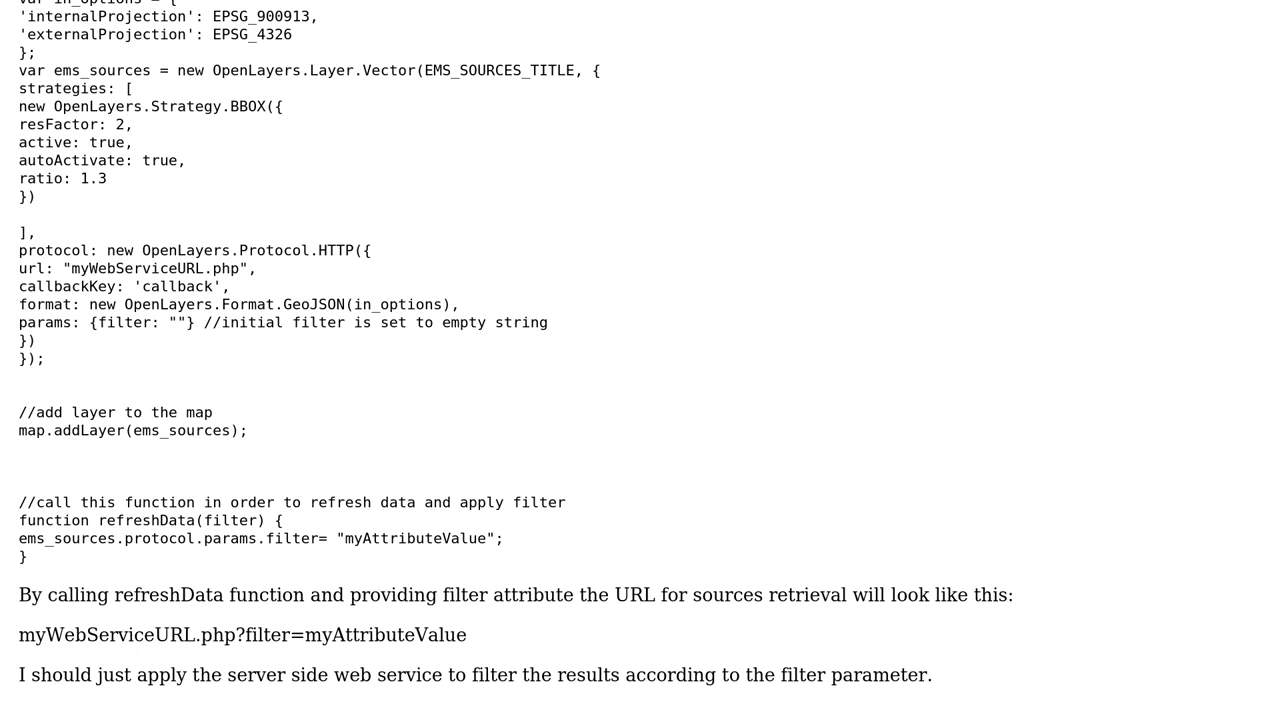 var in_options = {
'internalProjection': EPSG_900913,
'externalProjection': EPSG_4326
};
var ems_sources = new OpenLayers.Layer.Vector(EMS_SOURCES_TITLE, {
strategies: [
new OpenLayers.Strategy.BBOX({
resFactor: 2,
active: true,
autoActivate: true,
ratio: 1.3
})
],
protocol: new OpenLayers.Protocol.HTTP({
url: "myWebServiceURL.php",
callbackKey: 'callback',
format: new OpenLayers.Format.GeoJSON(in_options),
params: {filter: ""} //initial filter is set to empty string
})
});
//add layer to the map
map.addLayer(ems_sources);
//call this function in order to refresh data and apply filter
function refreshData(filter) {
ems_sources.protocol.params.filter= "myAttributeValue";
}
By calling refreshData function and providing filter attribute the URL for sources retrieval will look like this:
myWebServiceURL.php?filter=myAttributeValue
I should just apply the server side web service to filter the results according to the filter parameter.